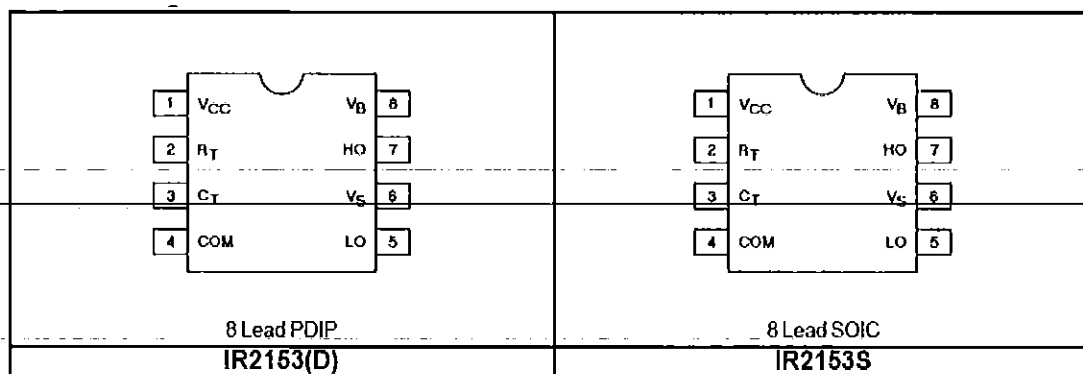 1 VCC VB 8
2 RT HO 7
3 CT VS 6
4 COM LO 5
8 Lead PDIP
IR2153(D)
1 VCC VB 8
2 RT HO 7
3 CT VS 6
4 COM LO 5
8 Lead SOIC
IR2153S